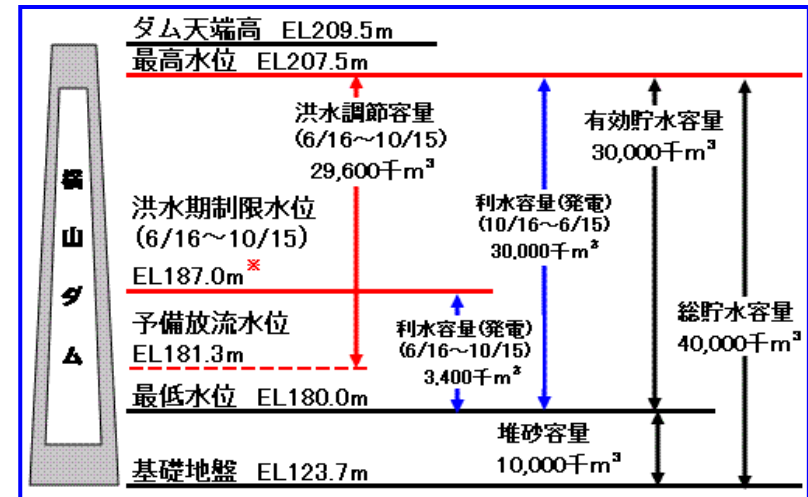 ダム天端高 EL209.5m
最高水位 EL207.5m
洪水調節容量
(6/16～10/15)
29,600千m³
有効貯水容量
30,000千m³
横山ダム
洪水期制限水位
(6/16～10/15)
EL187.0m※
利水容量(発電)
(10/16～6/15)
30,000千m³
予備放流水位
EL181.3m
利水容量(発電)
(6/16～10/15)
3,400千m³
総貯水容量
40,000千m³
最低水位 EL180.0m
堆砂容量
10,000千m³
基礎地盤 EL123.7m